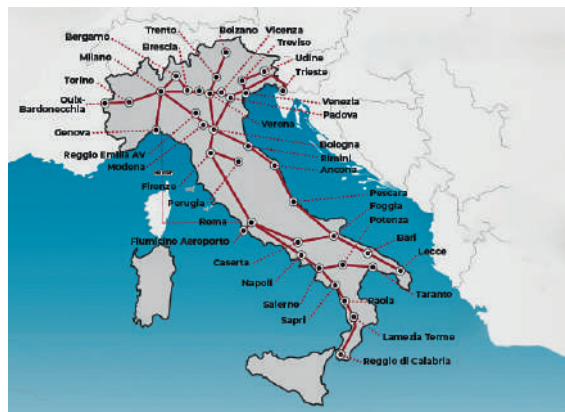 Trento
Bolzano
Vicenza
Bergamo
Treviso
Brescia
Udine
Milano
Trieste
Torino
Oulx-
Bardonecchia
Venezia
Padova
Genova
Verona
Reggio Emilia AV
Bologna
Modena
Rimini
Ancona
Firenze
Perugia
Pescara
Roma
Foggia
Potenza
Fiumicino Aeroporto
Bari
Caserta
Lecce
Napoli
Taranto
Salerno
Paola
Sapri
Lamezia Terme
Reggio di Calabria